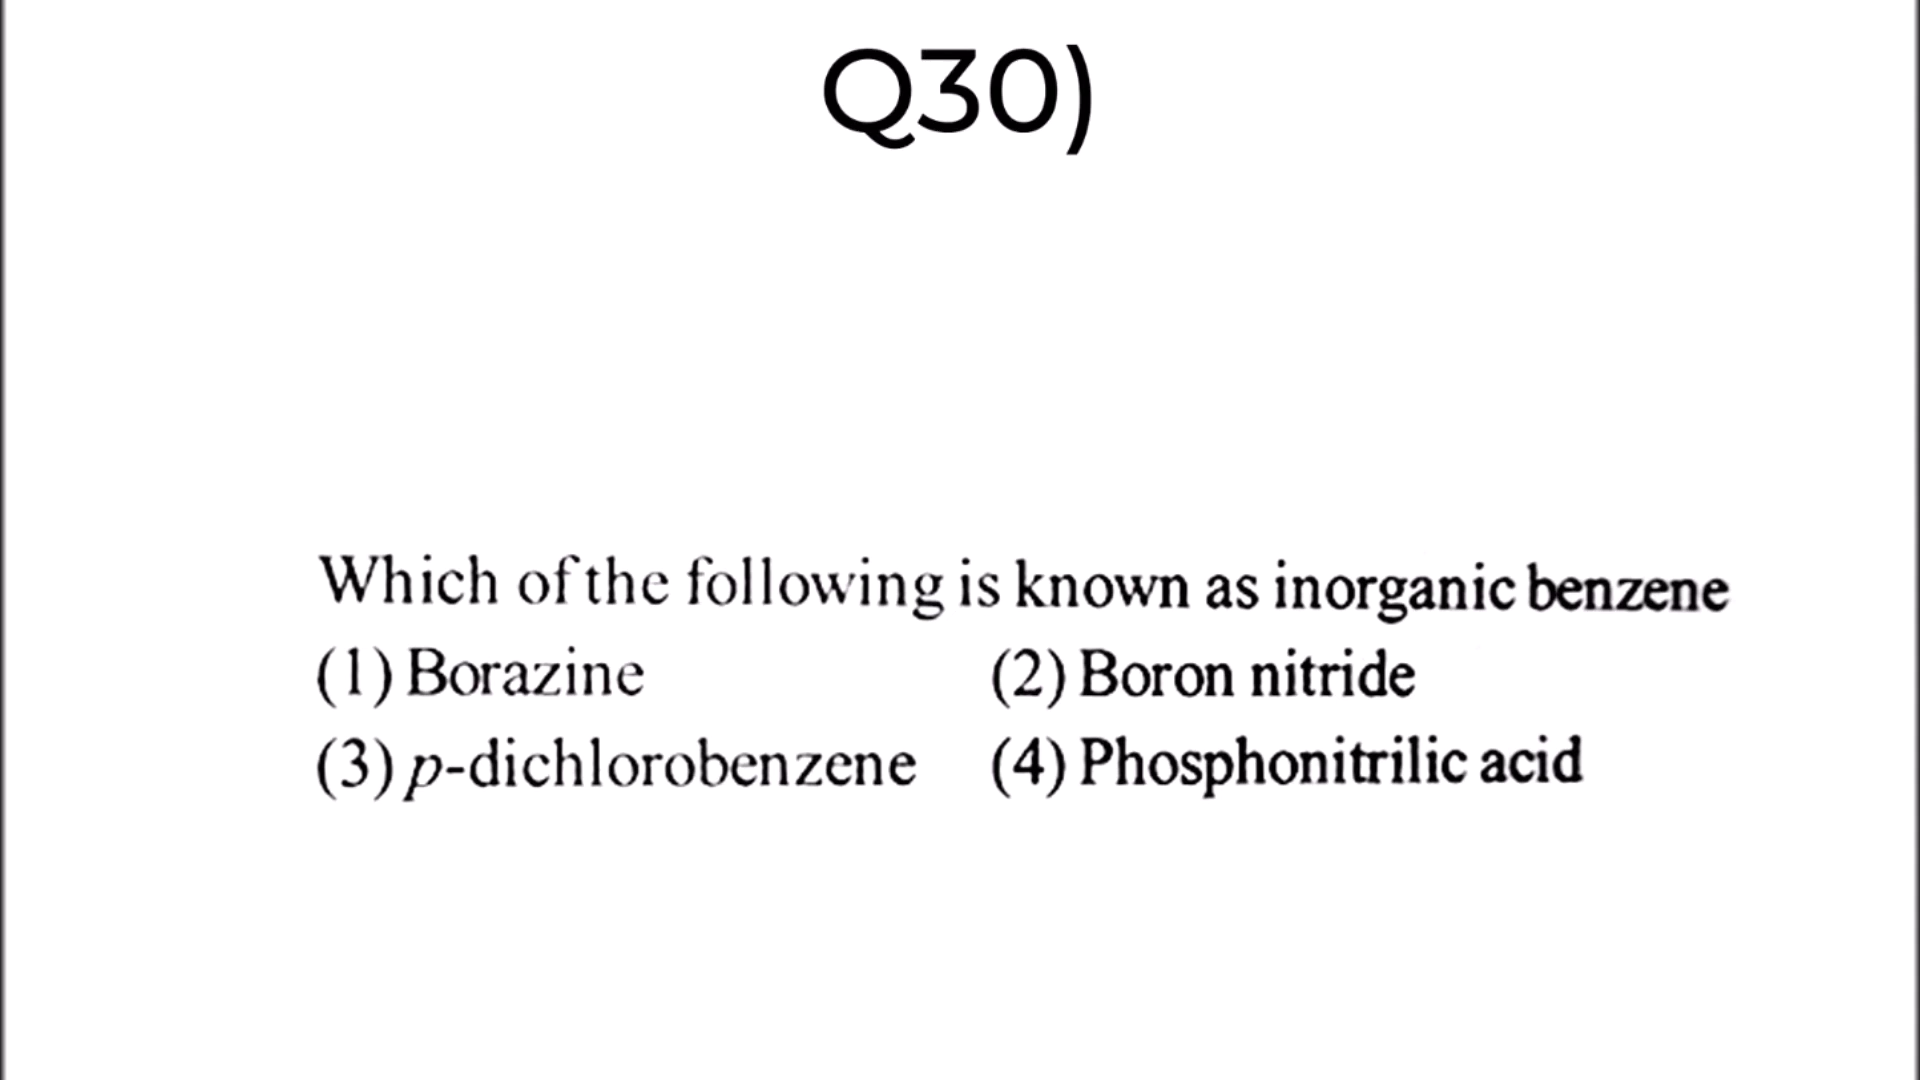 Q30)
Which of the following is known as inorganic benzene
(1) Borazine (2) Boron nitride
(3) p-dichlorobenzene (4) Phosphonitrilic acid